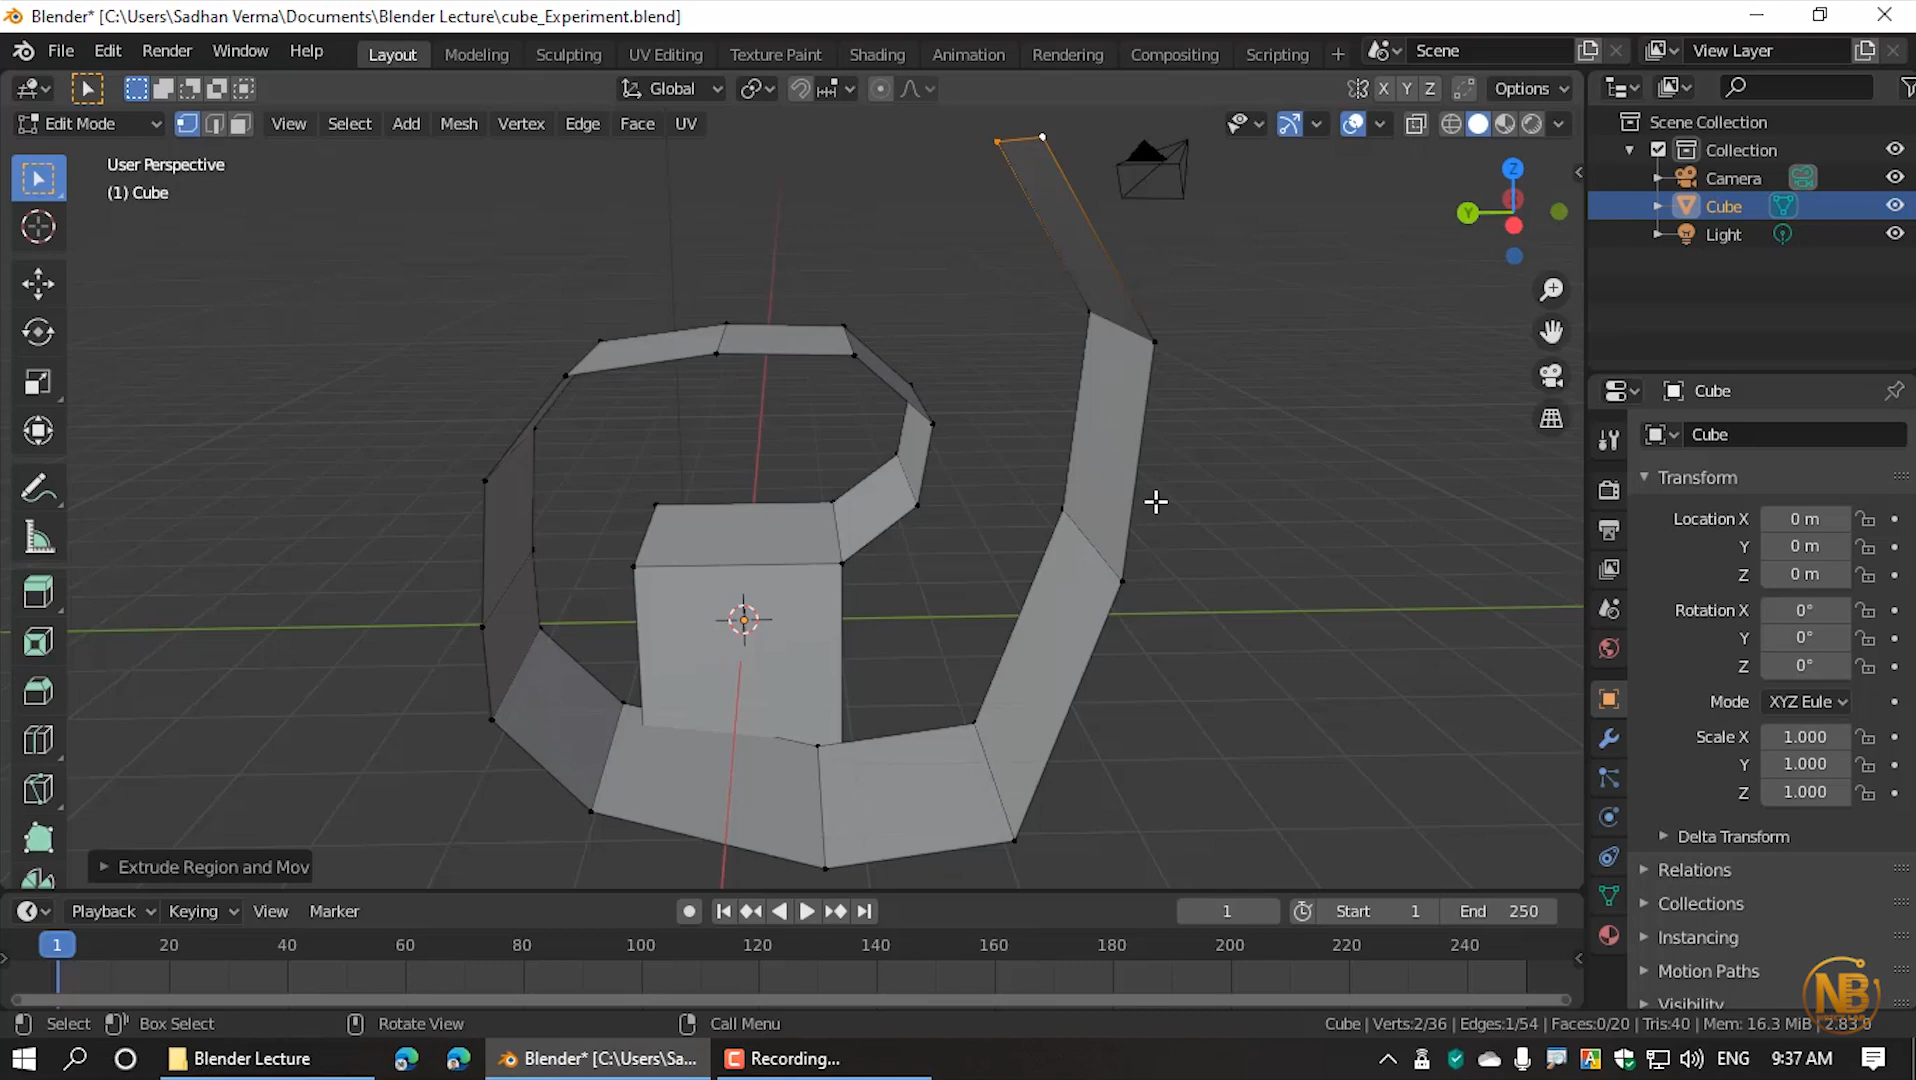 Blender* [C:\Users\Sadhan Verma\Documents\Blender Lecture\cube_Experiment.blend]
File Edit Render Window Help Layout Modeling Sculpting UV Editing Texture Paint Shading Animation Rendering Compositing Scripting + Scene View Layer
Global X Y Z Options
Edit Mode View Select Add Mesh Vertex Edge Face UV
User Perspective
(1) Cube
Z
Y
Scene Collection
Collection
Camera
Cube
Light
Cube
Cube
Transform
Location X 0 m
Y 0 m
Z 0 m
Rotation X 0°
Y 0°
Z 0°
Mode XYZ Eule
Scale X 1.000
Y 1.000
Z 1.000
Delta Transform
Relations
Collections
Instancing
Motion Paths
Visibility
Extrude Region and Mov
Playback Keying View Marker 1 Start 1 End 250
1 20 40 60 80 100 120 140 160 180 200 220 240
NB
Select Box Select Rotate View Call Menu Cube | Verts:2/36 | Edges:1/54 | Faces:0/20 | Tris:40 | Mem: 16.3 MiB | 2.83.0
Blender Lecture Blender* [C:\Users\Sa... Recording... ENG 9:37 AM